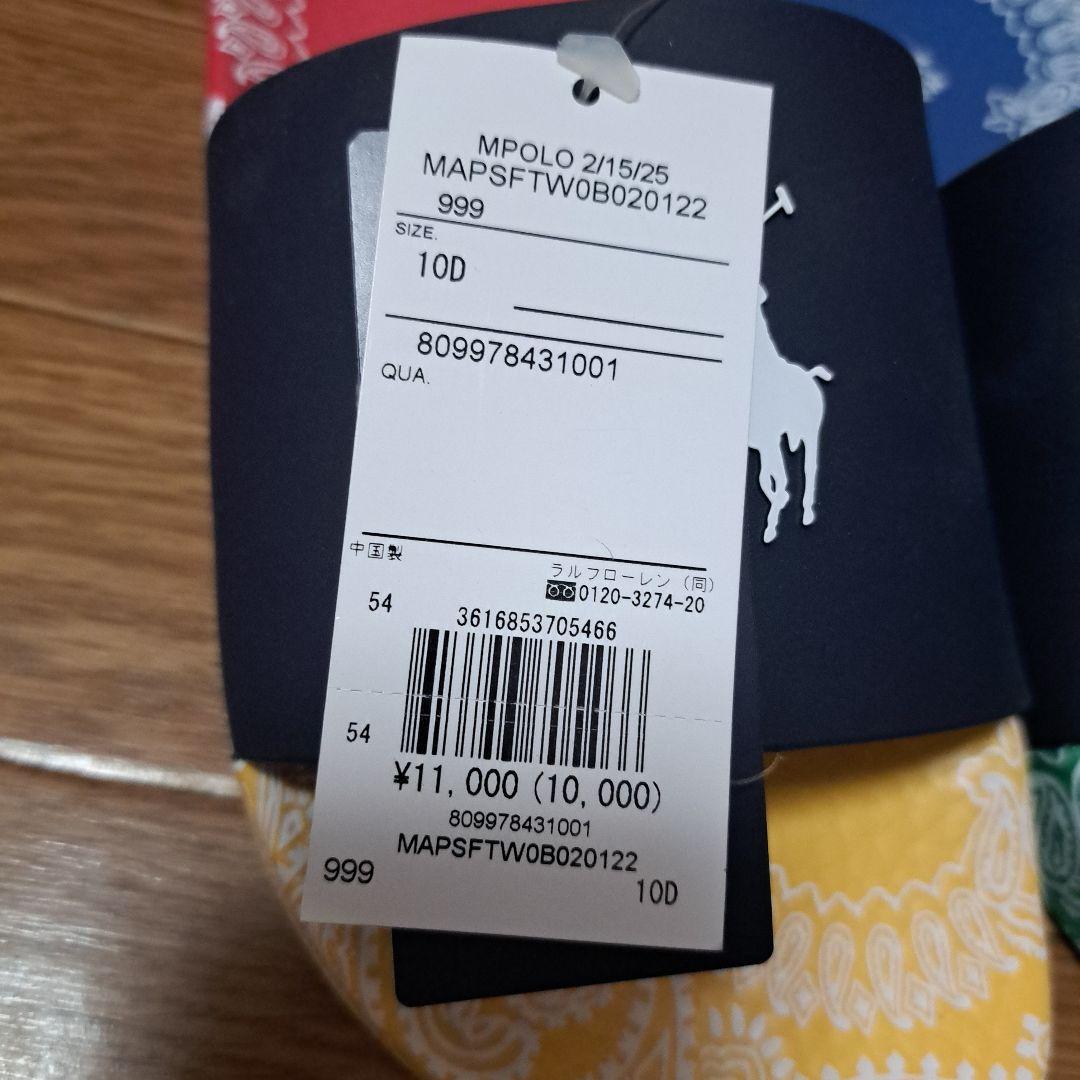 MPOLO 2/15/25
MAPSFTW0B020122
999
SIZE.
10D
809978431001
QUA.
中国製
ラルフローレン (同)
0120-3274-20
54
3616853705466
54
¥11,000 (10,000)
809978431001
MAPSFTW0B020122
999
10D